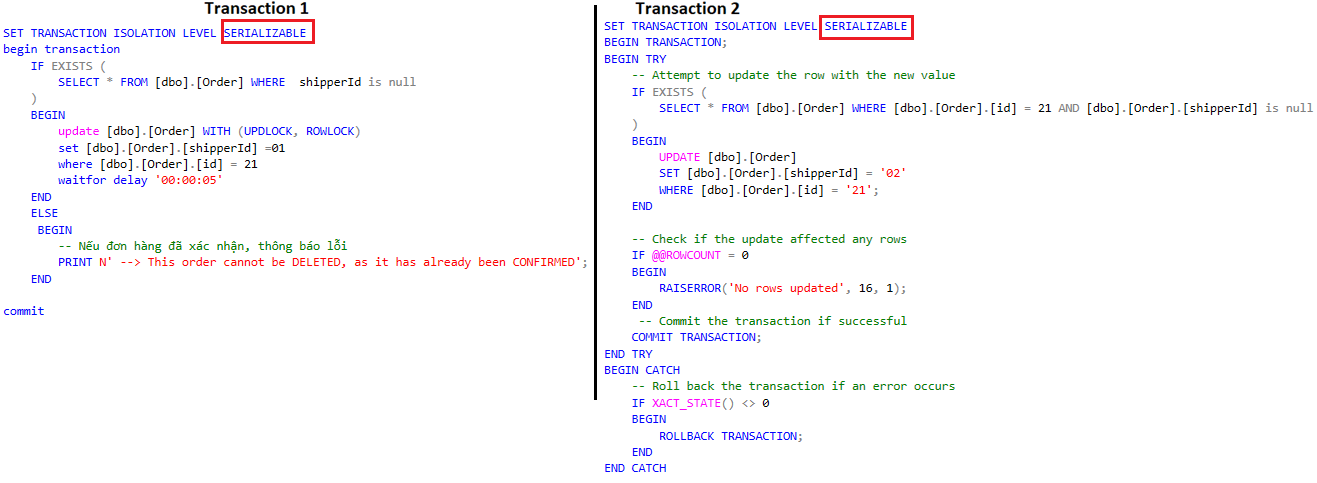 Transaction 1
SET TRANSACTION ISOLATION LEVEL SERIALIZABLE
begin transaction
IF EXISTS (
SELECT * FROM [dbo].[Order] WHERE  shipperId is null
)
BEGIN
update [dbo].[Order] WITH (UPDLOCK, ROWLOCK)
set [dbo].[Order].[shipperId] =01
where [dbo].[Order].[id] = 21
waitfor delay '00:00:05'
END
ELSE
BEGIN
-- Nếu đơn hàng đã xác nhận, thông báo lỗi
PRINT N' --> This order cannot be DELETED, as it has already been CONFIRMED';
END
commit
Transaction 2
SET TRANSACTION ISOLATION LEVEL SERIALIZABLE
BEGIN TRANSACTION;
BEGIN TRY
-- Attempt to update the row with the new value
IF EXISTS (
SELECT * FROM [dbo].[Order] WHERE [dbo].[Order].[id] = 21 AND [dbo].[Order].[shipperId] is null
)
BEGIN
UPDATE [dbo].[Order]
SET [dbo].[Order].[shipperId] = '02'
WHERE [dbo].[Order].[id] = '21';
END
-- Check if the update affected any rows
IF @@ROWCOUNT = 0
BEGIN
RAISERROR('No rows updated', 16, 1);
END
-- Commit the transaction if successful
COMMIT TRANSACTION;
END TRY
BEGIN CATCH
-- Roll back the transaction if an error occurs
IF XACT_STATE() <> 0
BEGIN
ROLLBACK TRANSACTION;
END
END CATCH